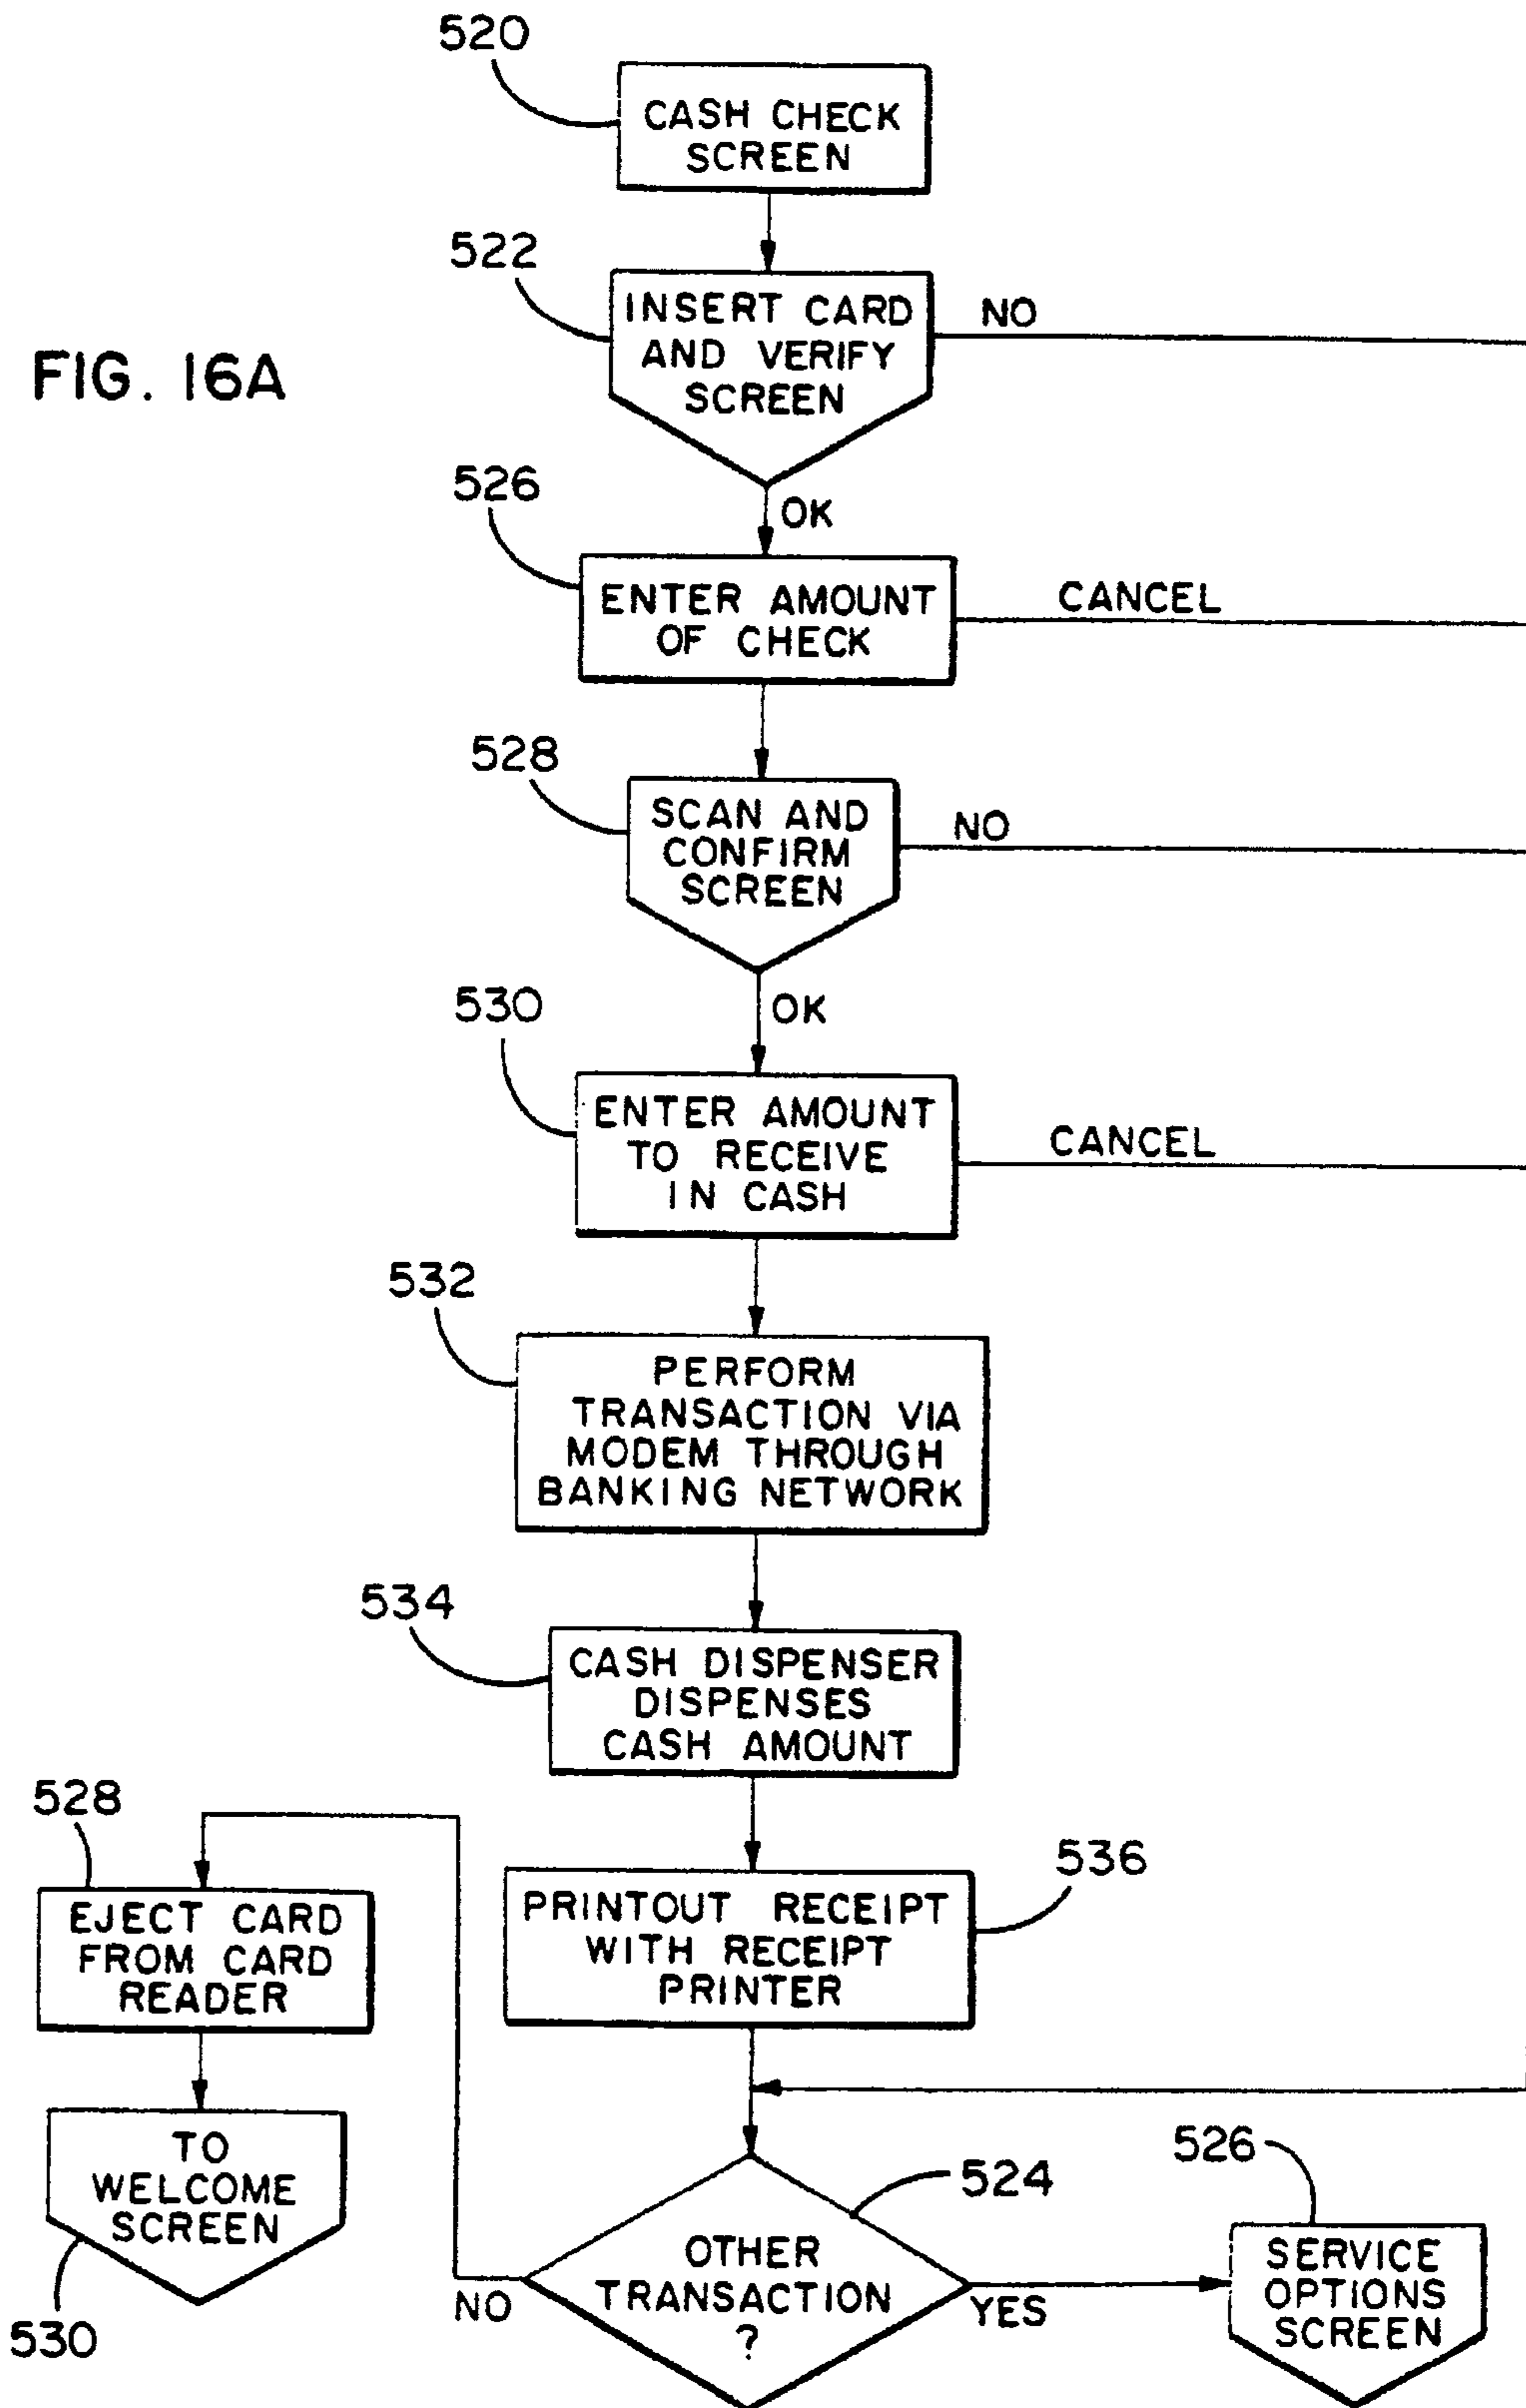 520
CASH CHECK
SCREEN
522
INSERT CARD
AND VERIFY
SCREEN
NO
FIG. 16A
OK
526
ENTER AMOUNT
OF CHECK
CANCEL
528
SCAN AND
CONFIRM
SCREEN
NO
OK
530
ENTER AMOUNT
TO RECEIVE
IN CASH
CANCEL
532
PERFORM
TRANSACTION VIA
MODEM THROUGH
BANKING NETWORK
534
CASH DISPENSER
DISPENSES
CASH AMOUNT
536
PRINTOUT RECEIPT
WITH RECEIPT
PRINTER
528
EJECT CARD
FROM CARD
READER
TO
WELCOME
SCREEN
530
524
OTHER
TRANSACTION
?
NO
YES
526
SERVICE
OPTIONS
SCREEN